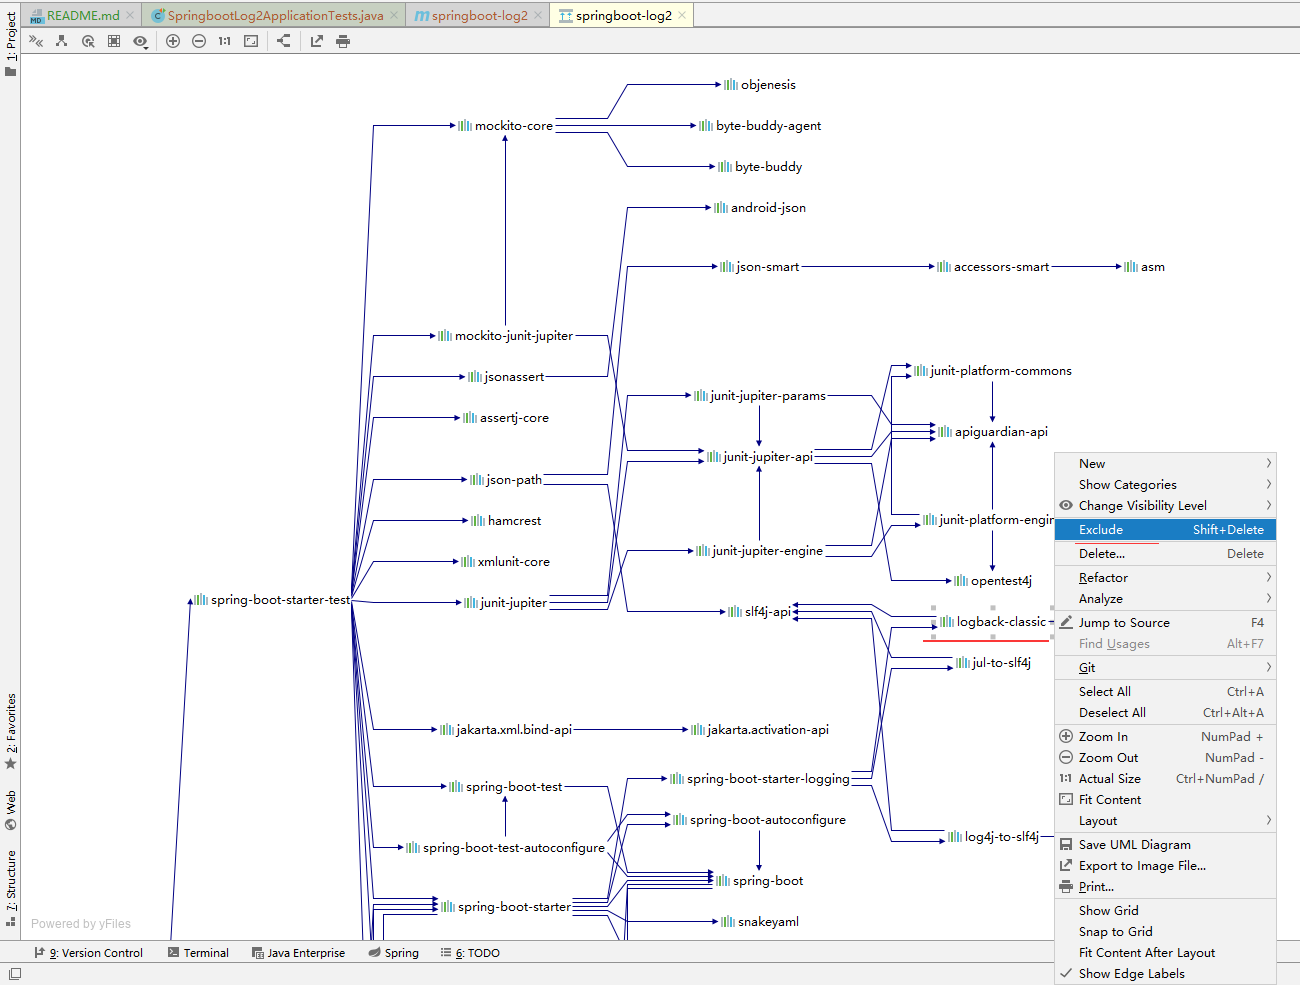 README.md
SpringbootLog2ApplicationTests.java
springboot-log2
springboot-log2
1: Project
2: Favorites
Web
7: Structure
1:1
objenesis
mockito-core
byte-buddy-agent
byte-buddy
android-json
json-smart
accessors-smart
asm
mockito-junit-jupiter
jsonassert
junit-platform-commons
junit-jupiter-params
assertj-core
apiguardian-api
junit-jupiter-api
json-path
hamcrest
junit-platform-engin
junit-jupiter-engine
xmlunit-core
opentest4j
spring-boot-starter-test
junit-jupiter
slf4j-api
logback-classic
jul-to-slf4j
jakarta.xml.bind-api
jakarta.activation-api
spring-boot-starter-logging
spring-boot-test
spring-boot-autoconfigure
log4j-to-slf4j
spring-boot-test-autoconfigure
spring-boot
spring-boot-starter
snakeyaml
Powered by yFiles
New
Show Categories
Change Visibility Level
Exclude Shift+Delete
Delete... Delete
Refactor
Analyze
Jump to Source F4
Find Usages Alt+F7
Git
Select All Ctrl+A
Deselect All Ctrl+Alt+A
Zoom In NumPad +
Zoom Out NumPad -
1:1 Actual Size Ctrl+NumPad /
Fit Content
Layout
Save UML Diagram
Export to Image File...
Print...
Show Grid
Snap to Grid
Fit Content After Layout
Show Edge Labels
9: Version Control
Terminal
Java Enterprise
Spring
6: TODO